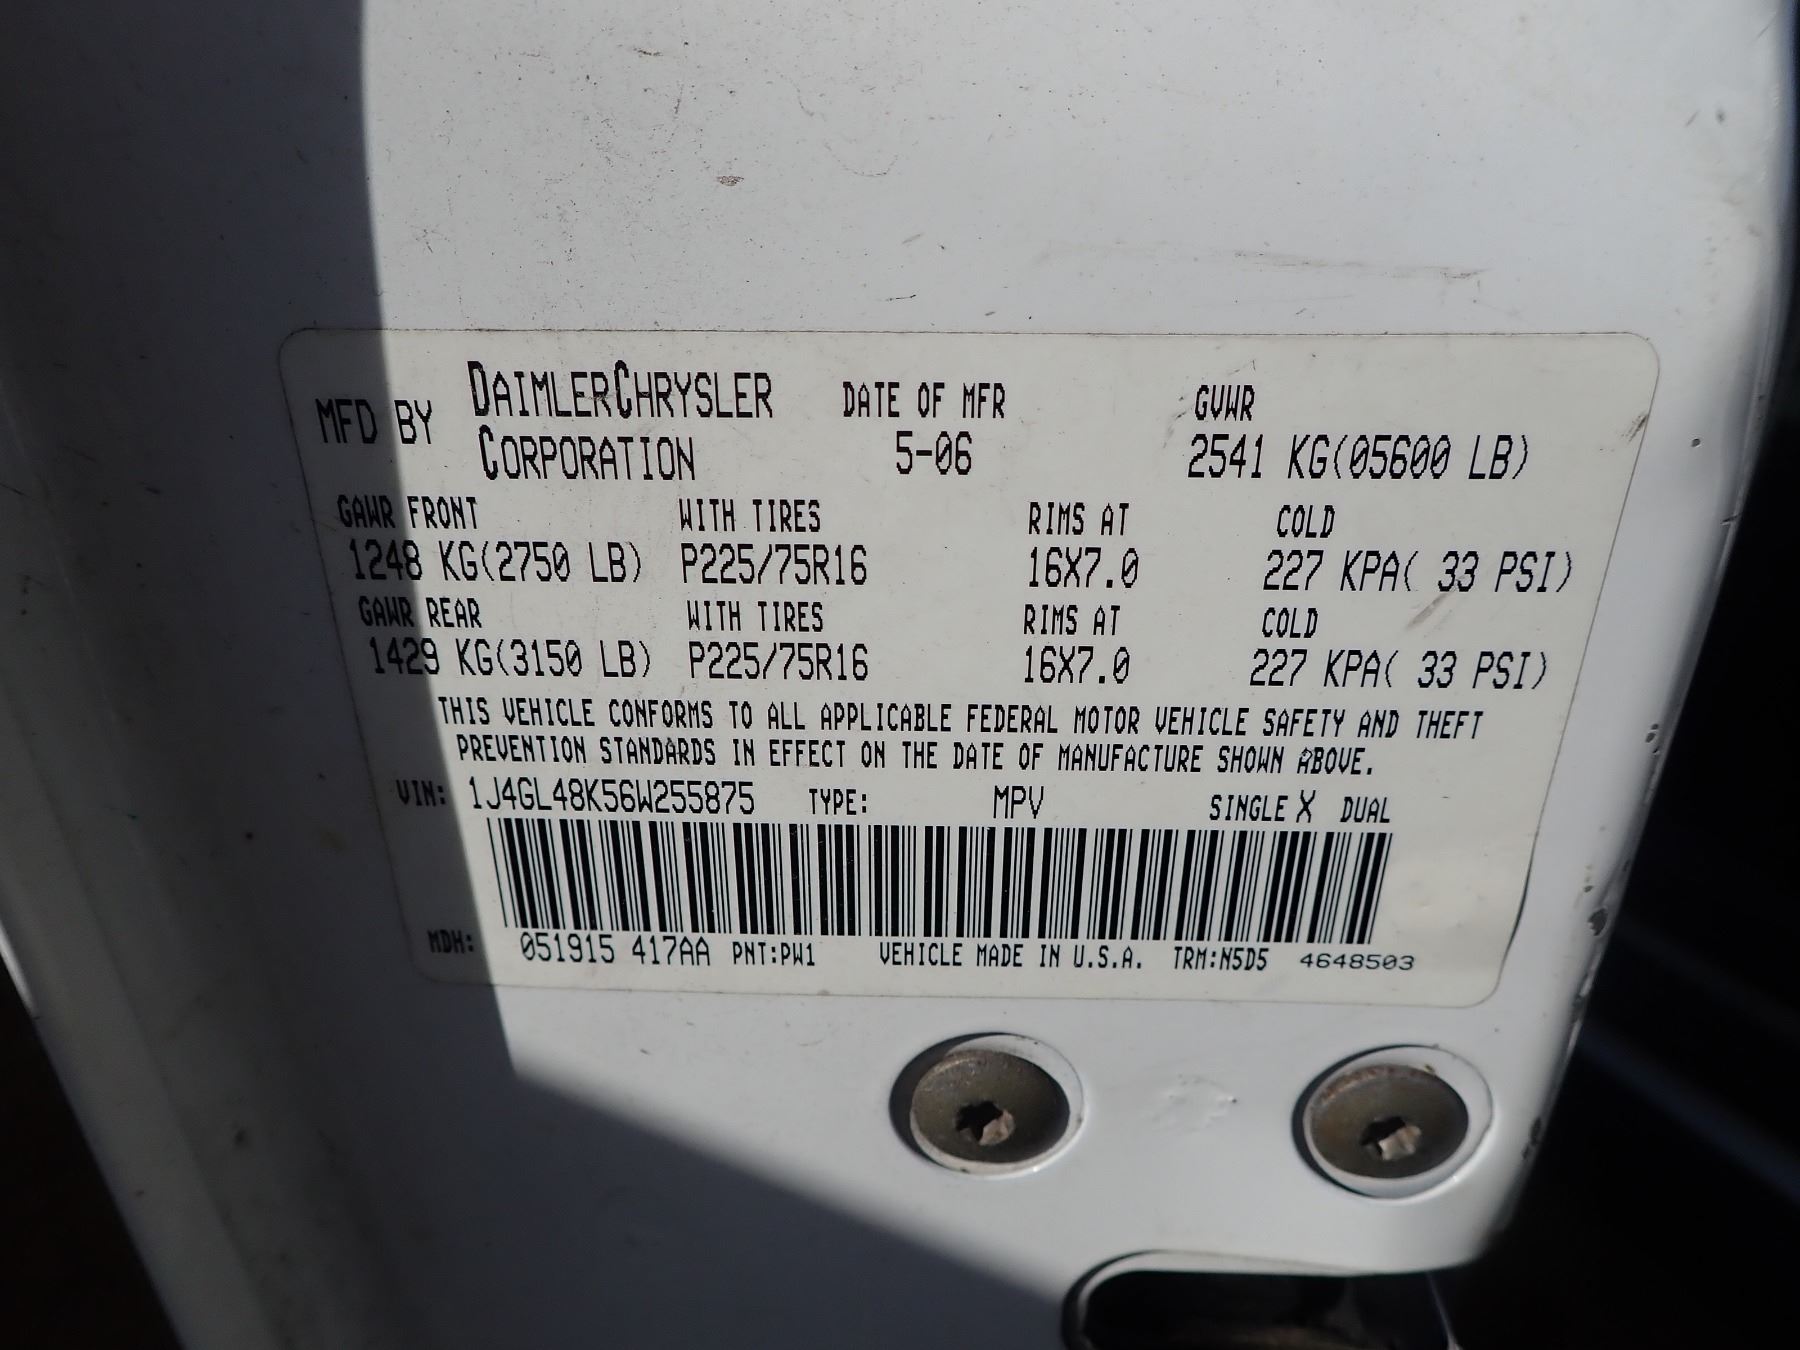 MFD BY DAIMLERCHRYSLER CORPORATION DATE OF MFR 5-06 GVWR 2541 KG(05600 LB)
GAWR FRONT WITH TIRES RIMS AT COLD
1248 KG(2750 LB) P225/75R16 16X7.0 227 KPA( 33 PSI)
GAWR REAR WITH TIRES RIMS AT COLD
1429 KG(3150 LB) P225/75R16 16X7.0 227 KPA( 33 PSI)
THIS VEHICLE CONFORMS TO ALL APPLICABLE FEDERAL MOTOR VEHICLE SAFETY AND THEFT
PREVENTION STANDARDS IN EFFECT ON THE DATE OF MANUFACTURE SHOWN ABOVE.
VIN: 1J4GL48K56W255875 TYPE: MPV SINGLE X DUAL
MDH: 051915 417AA PNT:PW1 VEHICLE MADE IN U.S.A. TRM:N5D5 4648503